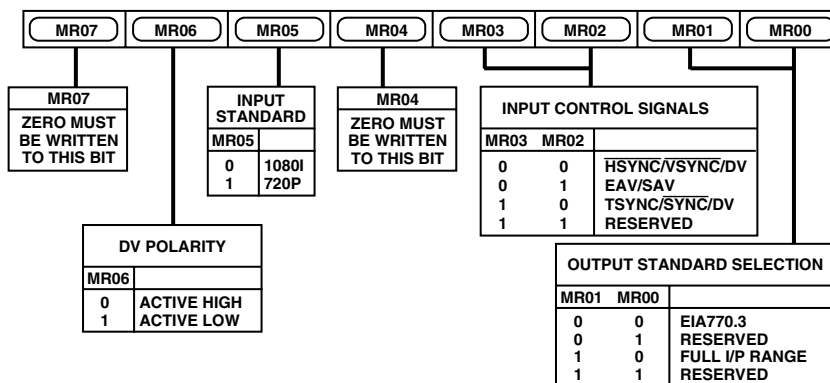 MR07 MR06 MR05 MR04 MR03 MR02 MR01 MR00
MR07
ZERO MUST
BE WRITTEN
TO THIS BIT
INPUT
STANDARD
MR05
0 1080I
1 720P
MR04
ZERO MUST
BE WRITTEN
TO THIS BIT
INPUT CONTROL SIGNALS
MR03 MR02
0 0 HSYNC/VSYNC/DV
0 1 EAV/SAV
1 0 TSYNC/SYNC/DV
1 1 RESERVED
DV POLARITY
MR06
0 ACTIVE HIGH
1 ACTIVE LOW
OUTPUT STANDARD SELECTION
MR01 MR00
0 0 EIA770.3
0 1 RESERVED
1 0 FULL I/P RANGE
1 1 RESERVED